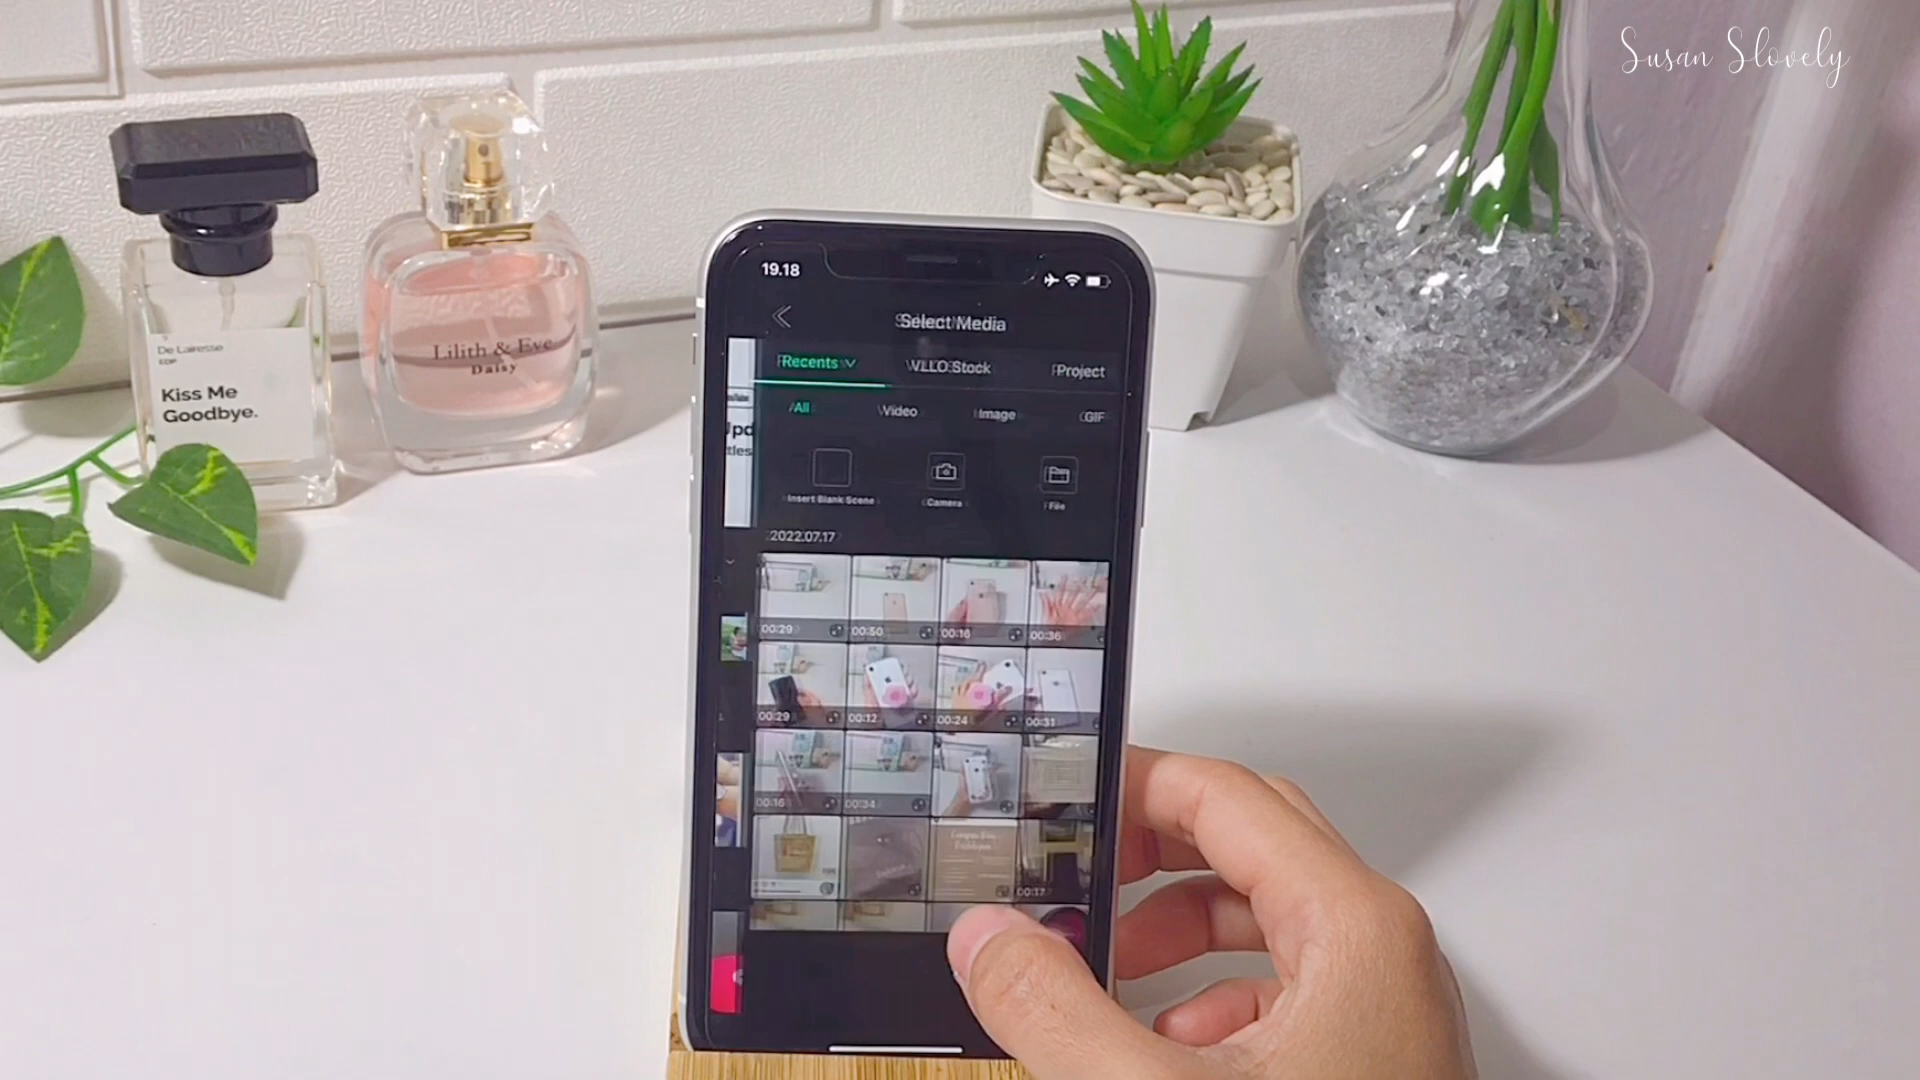 Susan Slovely
De Lairesse
EDP
Kiss Me
Goodbye.
Lilith & Eve
Daisy
19.18
Select Media
Recents
VLLO Stock
Project
All
Video
Image
GIF
Insert Blank Scene
Camera
File
2022.07.17
00:29
00:50
00:16
00:36
00:29
00:12
00:24
00:31
00:16
00:34
00:17